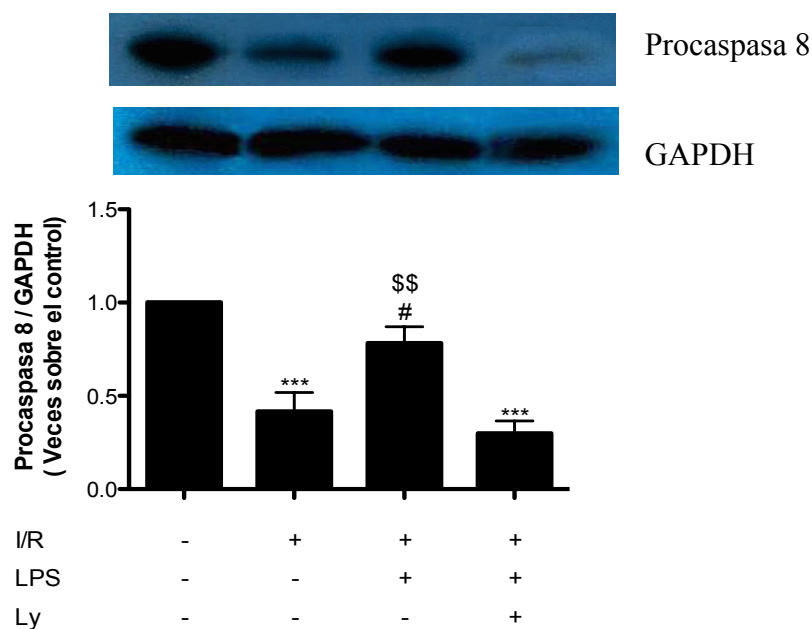 Procaspasa 8
GAPDH
Procaspasa 8 / GAPDH
( Veces sobre el control)
1.5
1.0
0.5
0.0
***
$$
#
***
I/R - + + +
LPS - - + +
Ly - - - +